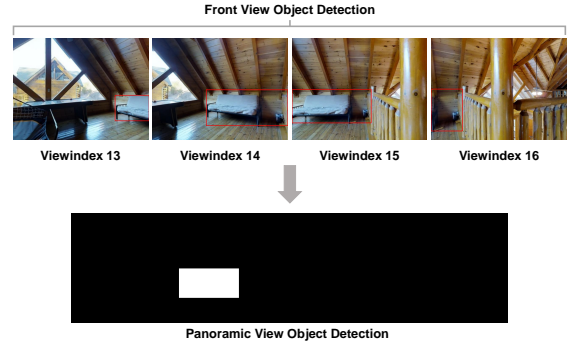 Front View Object Detection
Viewindex 13
Viewindex 14
Viewindex 15
Viewindex 16
Panoramic View Object Detection